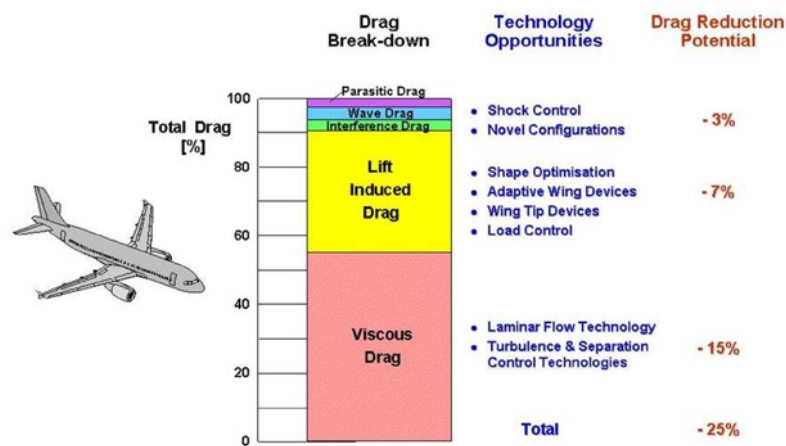 Drag
Break-down
Technology
Opportunities
Drag Reduction
Potential
Total Drag
[%]
100
80
60
40
20
0
Parasitic Drag
Wave Drag
Interference Drag
Lift
Induced
Drag
Viscous
Drag
• Shock Control
• Novel Configurations
- 3%
• Shape Optimisation
• Adaptive Wing Devices
• Wing Tip Devices
• Load Control
- 7%
• Laminar Flow Technology
• Turbulence & Separation
Control Technologies
- 15%
Total
- 25%